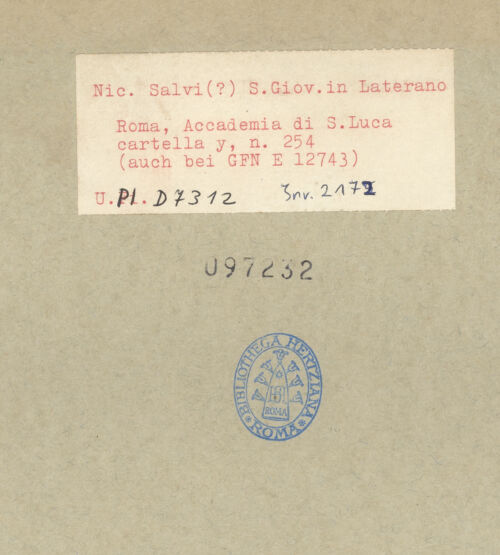 Nic. Salvi(?) S.Giov.in Laterano
Roma, Accademia di S.Luca
cartella y, n. 254
(auch bei GFN E 12743)
U.Pl. D7312 Inv. 2172
097232
BIBLIOTHECA HERTZIANA
ROMA
ROMA